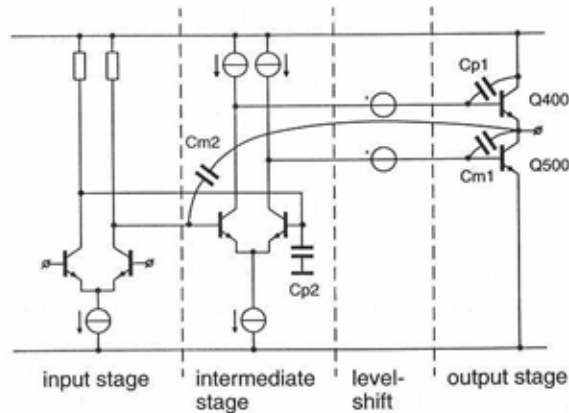 Cp1
Q400
Cm2
Cm1
Q500
Cp2
input stage
intermediate
stage
level-
shift
output stage